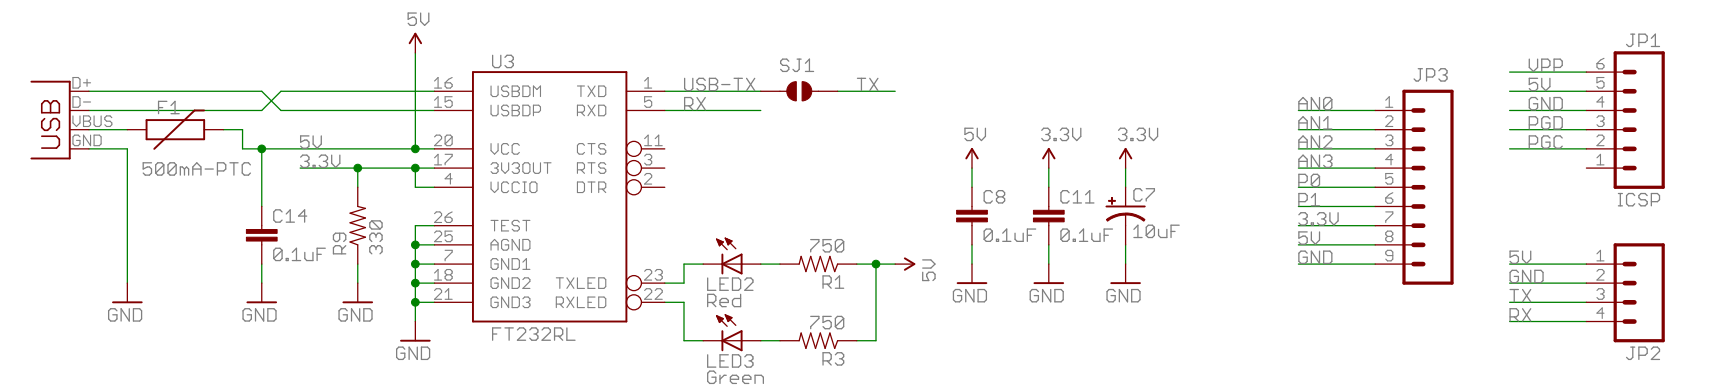 5V
USB
D+
D-
VBUS
GND
F1
500mA-PTC
GND
C14
0.1uF
GND
5V
3.3V
R9
330
GND
U3
16 USBDM TXD 1
15 USBDP RXD 5
20 VCC CTS 11
17 3V3OUT RTS 3
4 VCCIO DTR 2
26 TEST
25 AGND
7 GND1
18 GND2 TXLED 23
21 GND3 RXLED 22
FT232RL
GND
USB-TX
SJ1
TX
RX
LED2
Red
750
R1
5V
LED3
Green
750
R3
5V
C8
0.1uF
GND
3.3V
C11
0.1uF
GND
3.3V
+
C7
10uF
GND
JP3
AN0 1
AN1 2
AN2 3
AN3 4
P0 5
P1 6
3.3V 7
5V 8
GND 9
JP1
VPP 6
5V 5
GND 4
PGD 3
PGC 2
1
ICSP
5V 1
GND 2
TX 3
RX 4
JP2